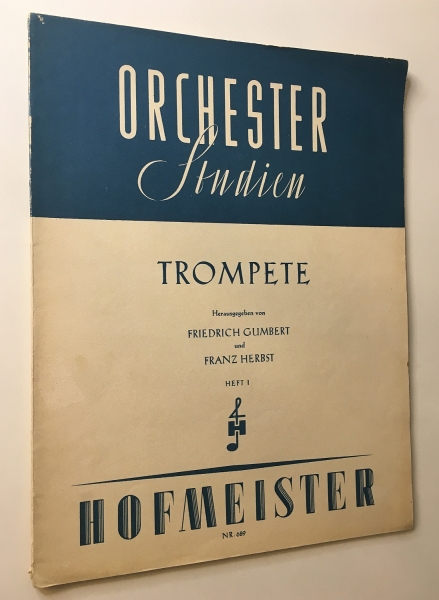 ORCHESTER
Studien
TROMPETE
Herausgegeben von
FRIEDRICH GUMBERT
und
FRANZ HERBST
HEFT 1
H
HOFMEISTER
NR. 689